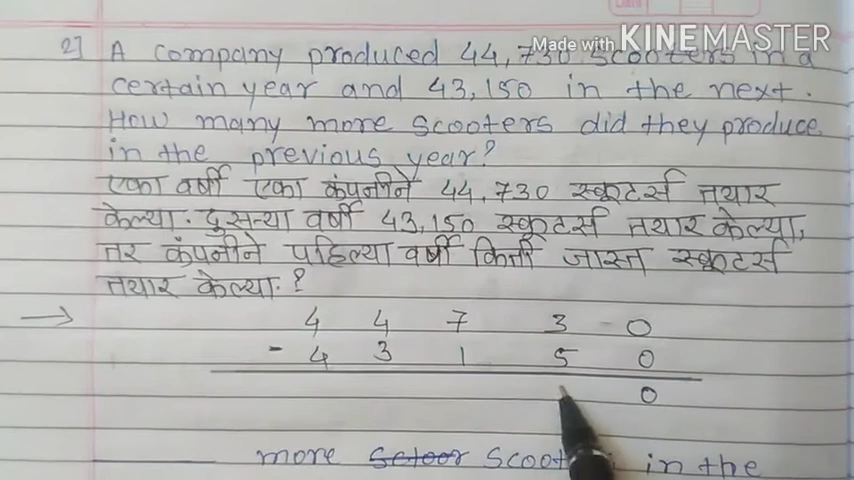 Made with KINEMASTER
2] A company produced 44,730 scooters in a
certain year and 43,150 in the next.
How many more scooters did they produce
in the previous year?
एका वर्षी एका कंपनीने 44,730 स्कूटर्स तयार
केल्या. दुसऱ्या वर्षी 43,150 स्कूटर्स तयार केल्या,
तर कंपनीने पहिल्या वर्षी किती जास्त स्कूटर्स
तयार केल्या.?
→ 4 4 7 3 0
- 4 3 1 5 0
0
more scooters in the